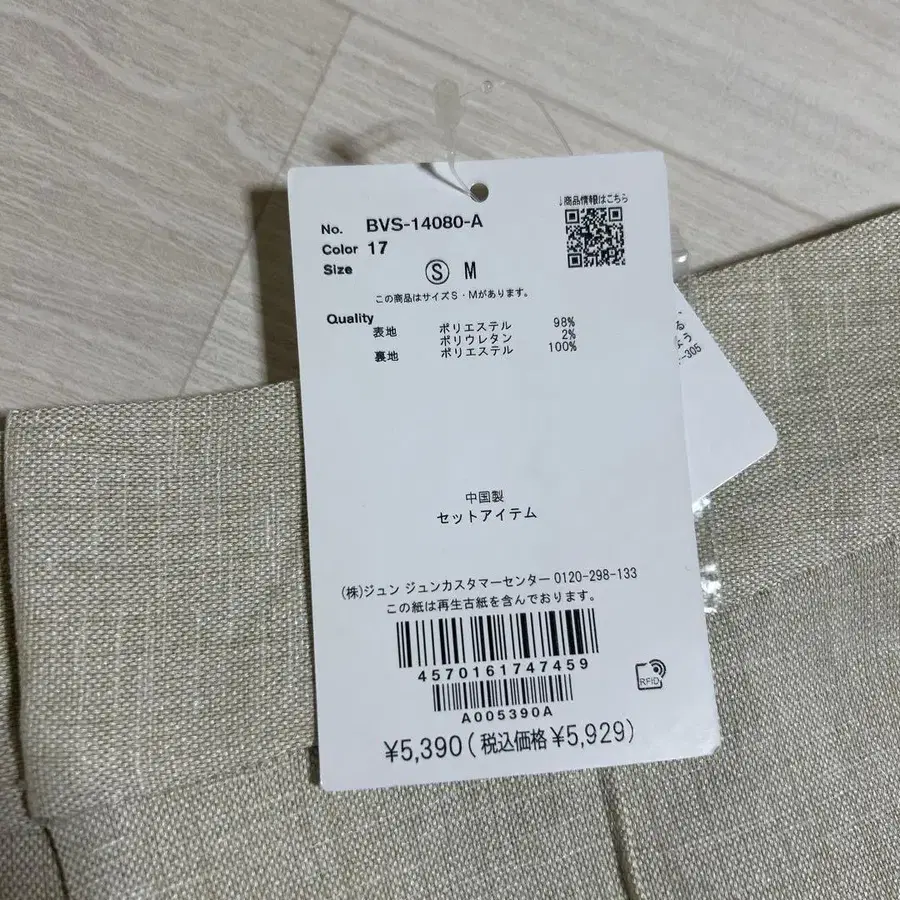 No. BVS-14080-A
↓商品情報はこちら
Color 17
Size Ⓢ M
この商品はサイズS・Mがあります。
Quality
表地 ポリエステル 98%
ポリウレタン 2%
裏地 ポリエステル 100%
中国製
セットアイテム
(株)ジュン ジュンカスタマーセンター 0120-298-133
この紙は再生古紙を含んでおります。
4570161747459
RFID
A005390A
¥5,390(税込価格¥5,929)
る
よう
-305